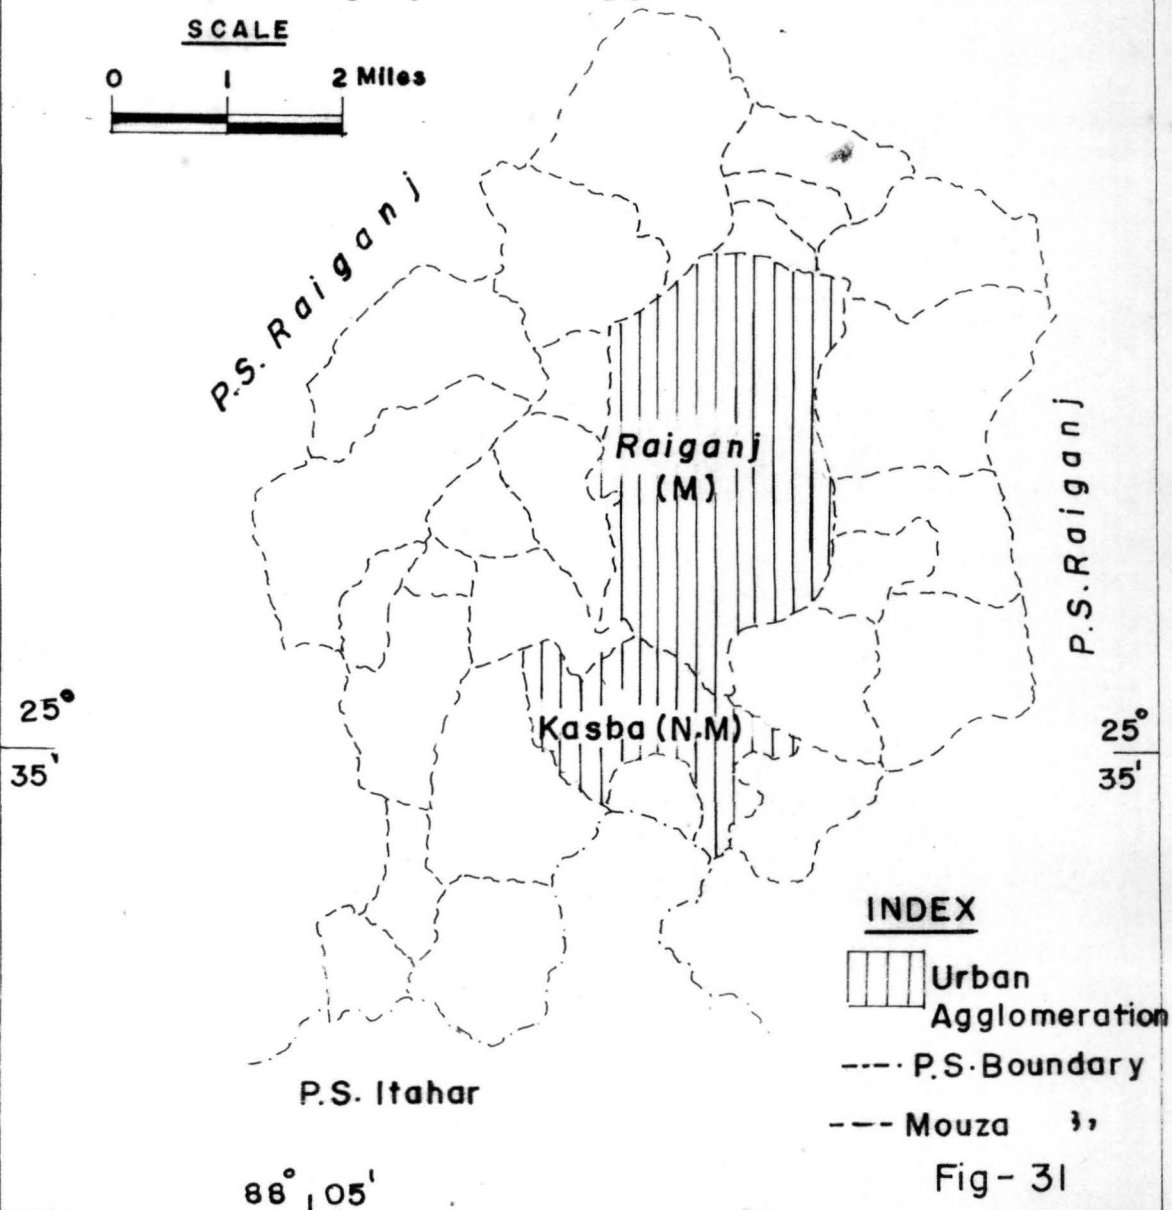 SCALE
0 1 2 Miles
P.S. Raiganj
Raiganj
(M)
P.S. Raiganj
Kasba (N.M)
25°
35'
25°
35'
INDEX
Urban
Agglomeration
P.S. Boundary
Mouza ,,
P.S. Itahar
Fig - 31
88° 05'